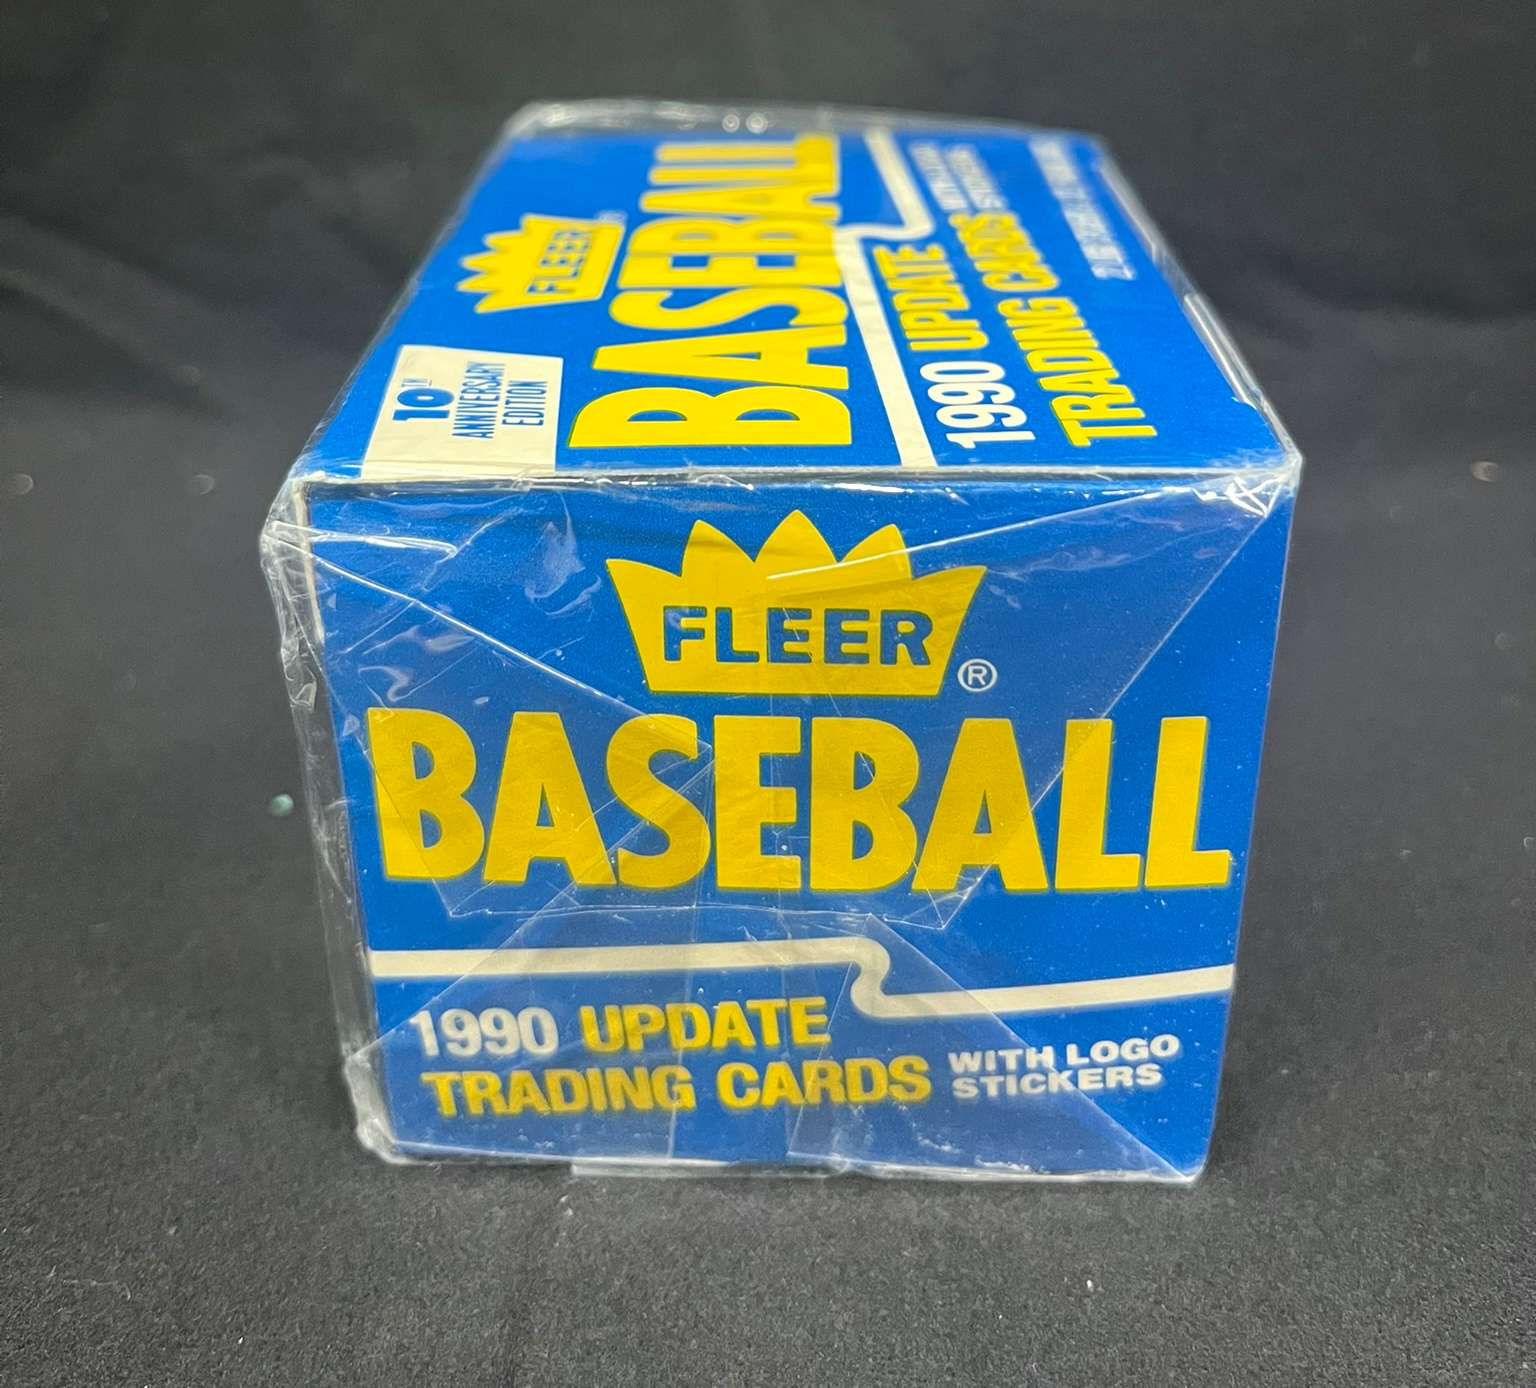 FLEER
BASEBALL
10TH
ANNIVERSARY
EDITION
1990 UPDATE
TRADING CARDS
FLEER®
BASEBALL
1990 UPDATE
TRADING CARDS WITH LOGO
STICKERS